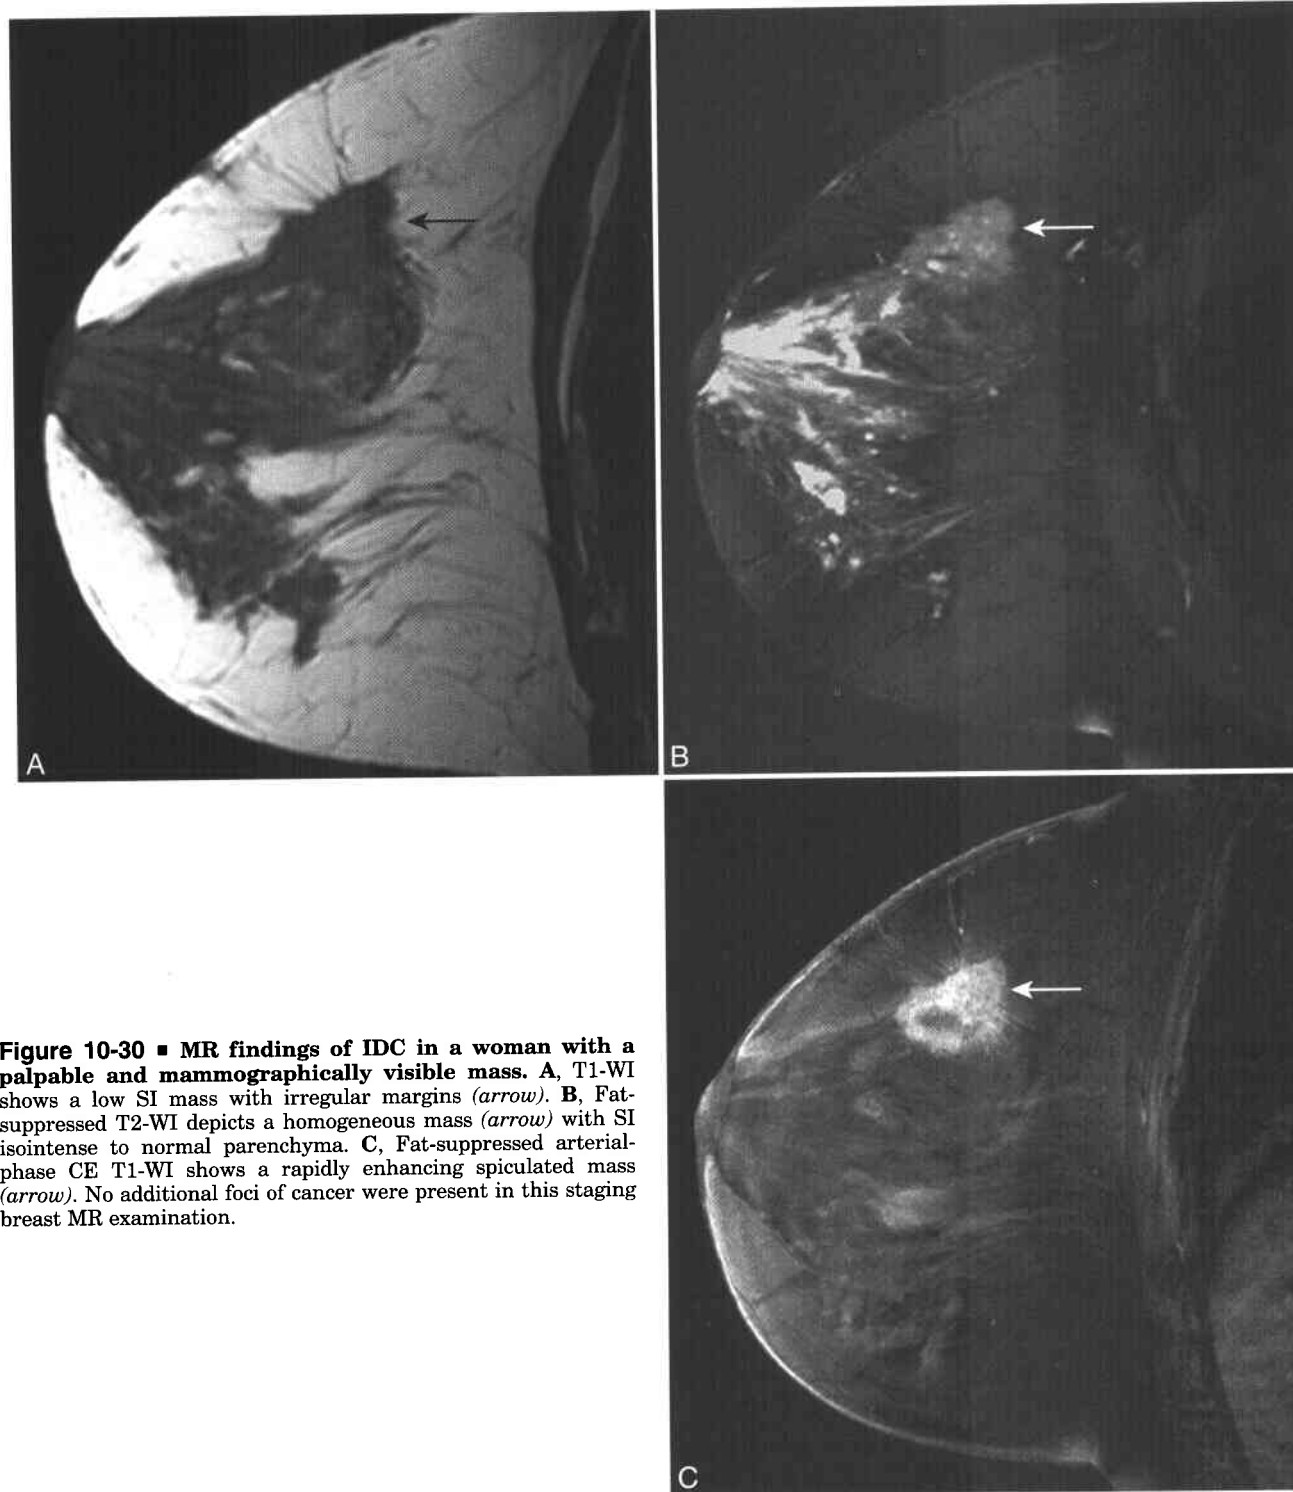 A
B
Figure 10-30 ■ MR findings of IDC in a woman with a
palpable and mammographically visible mass. A, T1-WI
shows a low SI mass with irregular margins (arrow). B, Fat-
suppressed T2-WI depicts a homogeneous mass (arrow) with SI
isointense to normal parenchyma. C, Fat-suppressed arterial-
phase CE T1-WI shows a rapidly enhancing spiculated mass
(arrow). No additional foci of cancer were present in this staging
breast MR examination.
C